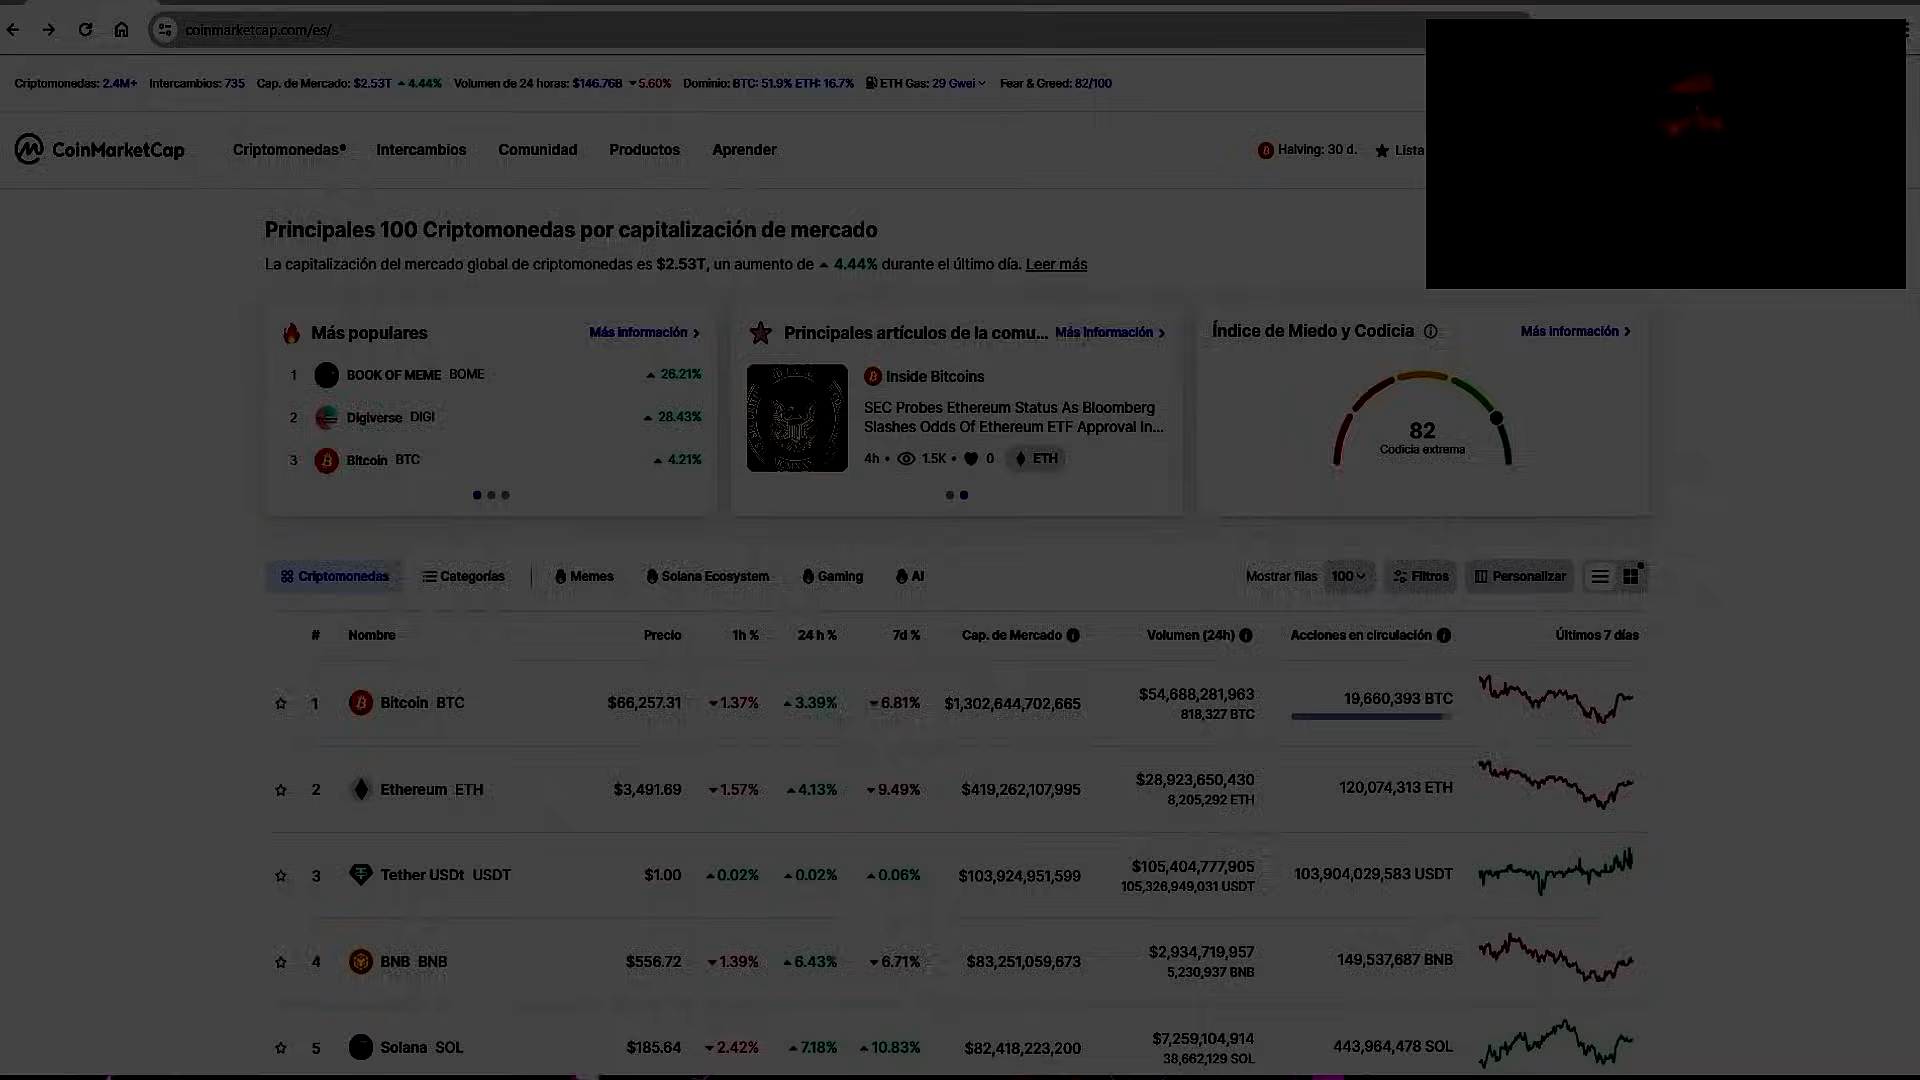 coinmarketcap.com/es/
Criptomonedas: 2.4M+ Intercambios: 735 Cap. de Mercado: $2.53T 4.44% Volumen de 24 horas: $146.76B 5.60% Dominio: BTC: 51.9% ETH: 16.7% ETH Gas: 29 Gwei Fear & Greed: 82/100
CoinMarketCap Criptomonedas Intercambios Comunidad Productos Aprender Halving: 30 d. Lista
Principales 100 Criptomonedas por capitalización de mercado
La capitalización del mercado global de criptomonedas es $2.53T, un aumento de 4.44% durante el último día. Leer más
Más populares Más información
1 BOOK OF MEME BOME 26.21%
2 Digiverse DIGI 28.43%
3 Bitcoin BTC 4.21%
Principales artículos de la comu... Más información
Inside Bitcoins
SEC Probes Ethereum Status As Bloomberg
Slashes Odds Of Ethereum ETF Approval In...
4h • 1.5K • 0 ETH
Índice de Miedo y Codicia Más información
82
Codicia extrema
Criptomonedas Categorías Memes Solana Ecosystem Gaming AI Mostrar filas 100 Filtros Personalizar
# Nombre Precio 1h % 24 h % 7d % Cap. de Mercado Volumen (24h) Acciones en circulación Últimos 7 días
1 Bitcoin BTC $66,257.31 1.37% 3.39% 6.81% $1,302,644,702,665 $54,688,281,963 19,660,393 BTC
818,327 BTC
2 Ethereum ETH $3,491.69 1.57% 4.13% 9.49% $419,262,107,995 $28,923,650,430 120,074,313 ETH
8,205,292 ETH
3 Tether USDt USDT $1.00 0.02% 0.02% 0.06% $103,924,951,599 $105,404,777,905 103,904,029,583 USDT
105,326,949,031 USDT
4 BNB BNB $556.72 1.39% 6.43% 6.71% $83,251,059,673 $2,934,719,957 149,537,687 BNB
5,230,937 BNB
5 Solana SOL $185.64 2.42% 7.18% 10.83% $82,418,223,200 $7,259,104,914 443,964,478 SOL
38,662,129 SOL